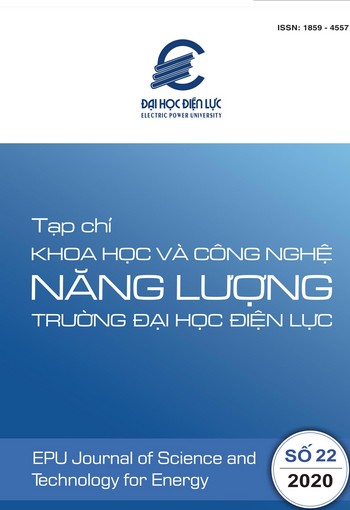 ISSN: 1859 - 4557
ĐẠI HỌC ĐIỆN LỰC
ELECTRIC POWER UNIVERSITY
Tạp chí
KHOA HỌC VÀ CÔNG NGHỆ
NĂNG LƯỢNG
TRƯỜNG ĐẠI HỌC ĐIỆN LỰC
EPU Journal of Science and
Technology for Energy
SỐ 22
2020